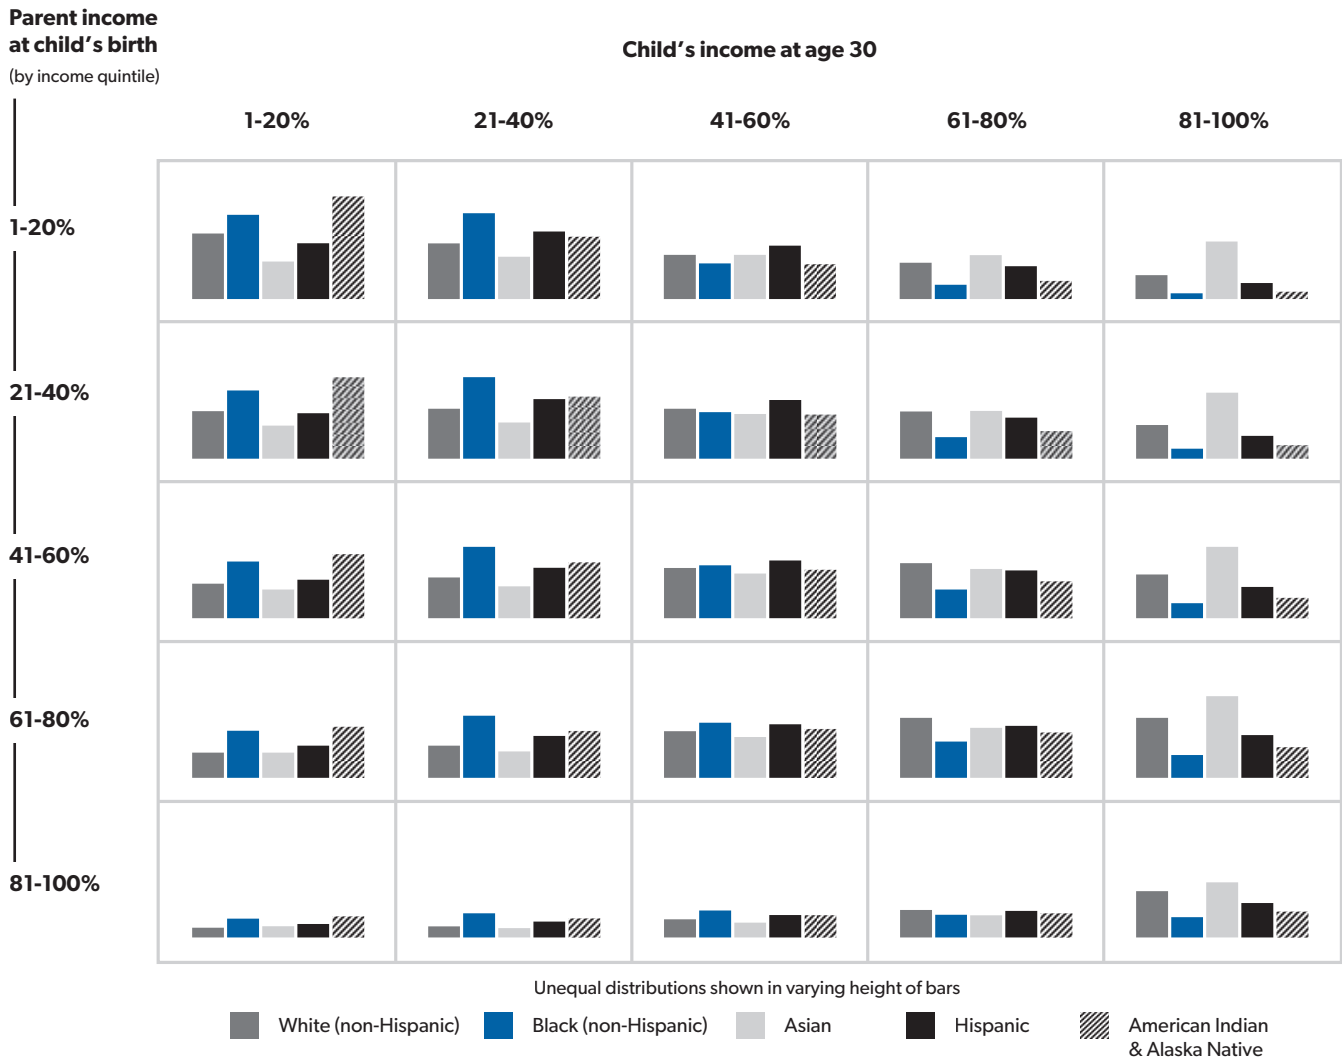 Parent income
at child's birth
(by income quintile)
Child's income at age 30
1-20% 21-40% 41-60% 61-80% 81-100%
1-20%
21-40%
41-60%
61-80%
81-100%
Unequal distributions shown in varying height of bars
White (non-Hispanic) Black (non-Hispanic) Asian Hispanic American Indian
& Alaska Native